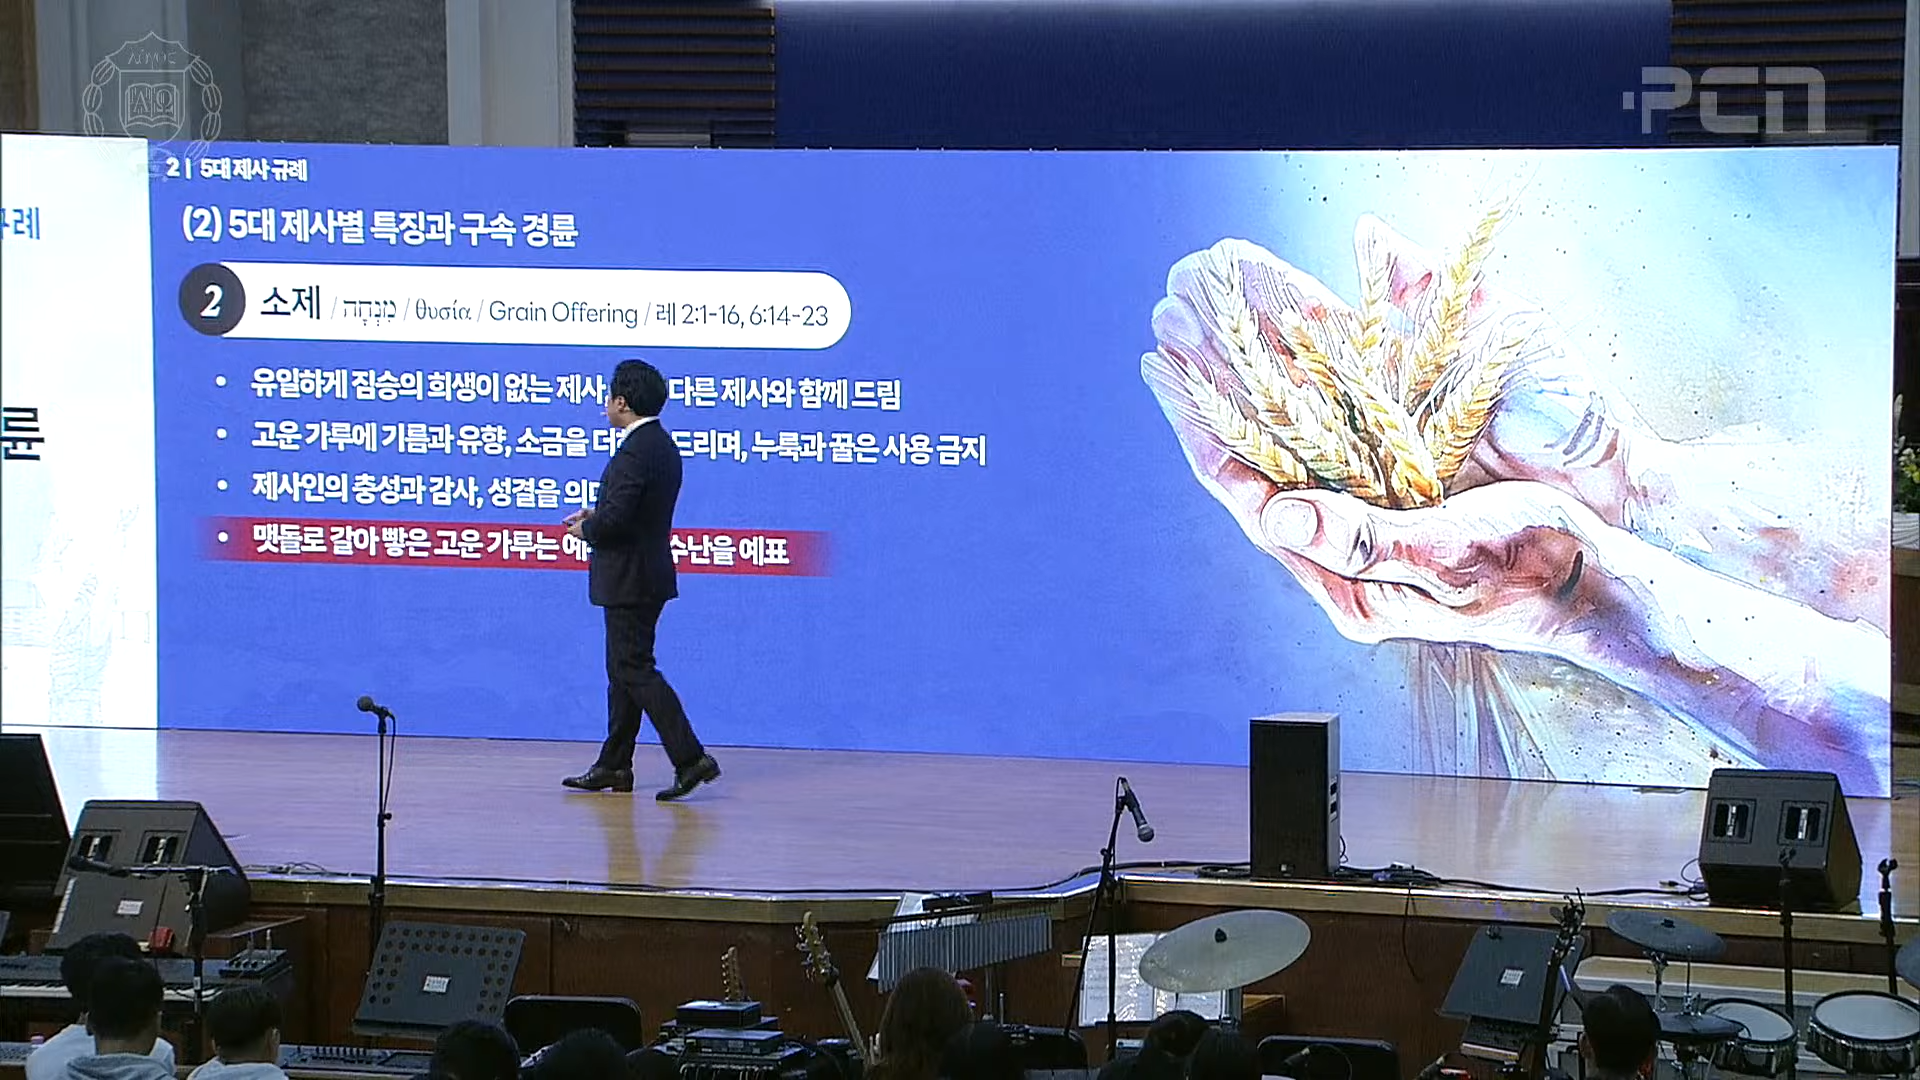 ΛΌΓΟΣ
Α Ω
PCN
규례
륜
2 | 5대 제사 규례
(2) 5대 제사별 특징과 구속 경륜
2 소제 / מִנְחָה / θυσία / Grain Offering / 레 2:1-16, 6:14-23
• 유일하게 짐승의 희생이 없는 제사 다른 제사와 함께 드림
• 고운 가루에 기름과 유향, 소금을 드리며, 누룩과 꿀은 사용 금지
• 제사인의 충성과 감사, 성결을
• 맷돌로 갈아 빻은 고운 가루는 수난을 예표